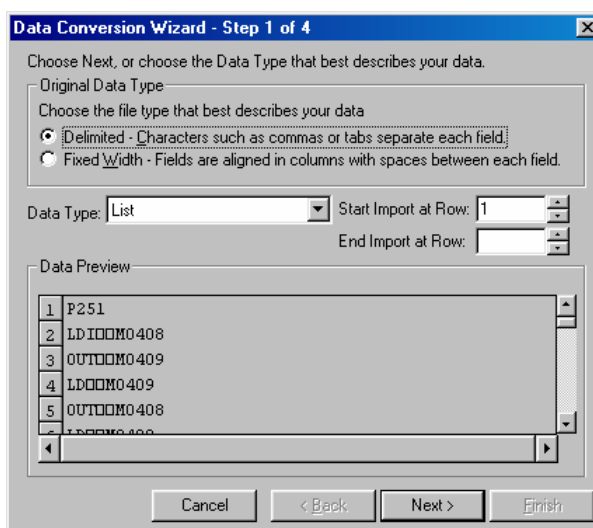 Data Conversion Wizard - Step 1 of 4
Choose Next, or choose the Data Type that best describes your data.
Original Data Type
Choose the file type that best describes your data
Delimited - Characters such as commas or tabs separate each field.
Fixed Width - Fields are aligned in columns with spaces between each field.
Data Type: List Start Import at Row: 1
End Import at Row:
Data Preview
1 P251
2 LDI□□M0408
3 OUT□□M0409
4 LD□□M0409
5 OUT□□M0408
Cancel < Back Next > Finish